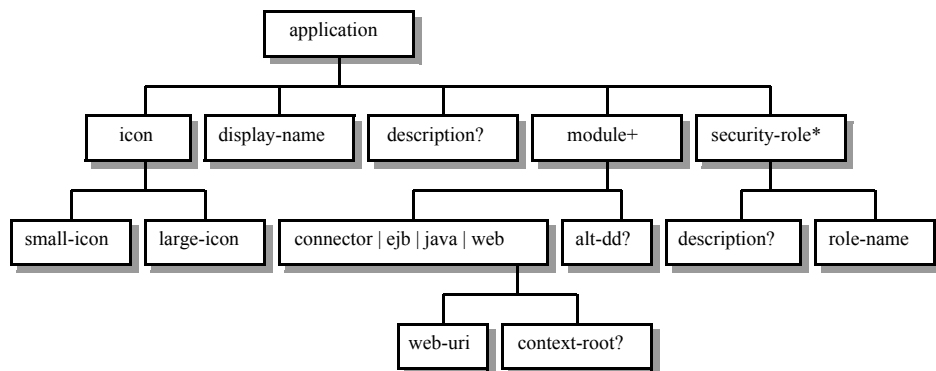 application
icon
display-name
description?
module+
security-role*
small-icon
large-icon
connector | ejb | java | web
alt-dd?
description?
role-name
web-uri
context-root?